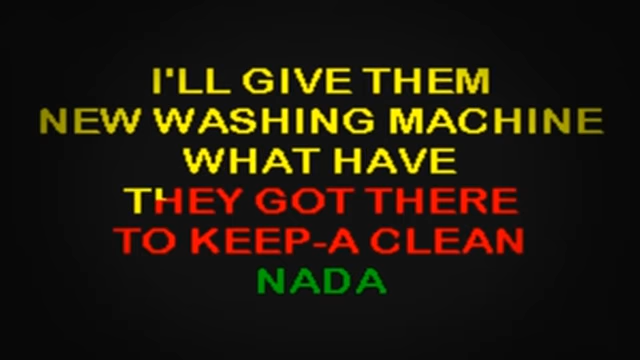 I'LL GIVE THEM
NEW WASHING MACHINE
WHAT HAVE
THEY GOT THERE
TO KEEP-A CLEAN
NADA